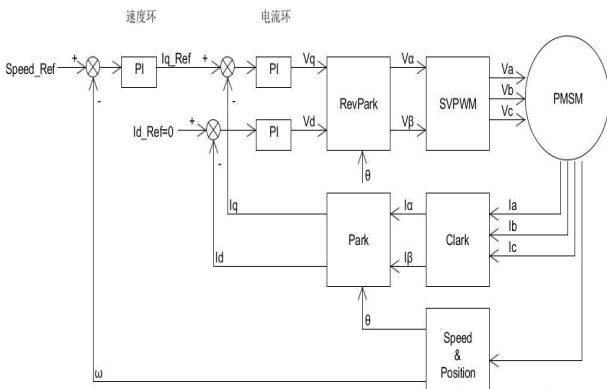 速度环
电流环
Speed_Ref
+
-
PI
Iq_Ref
+
-
PI
Vq
RevPark
Vα
SVPWM
Va
Vb
Vc
PMSM
Id_Ref=0
+
-
PI
Vd
Vβ
θ
Iq
Id
Park
Iα
Iβ
Clark
Ia
Ib
Ic
θ
Speed
&
Position
ω